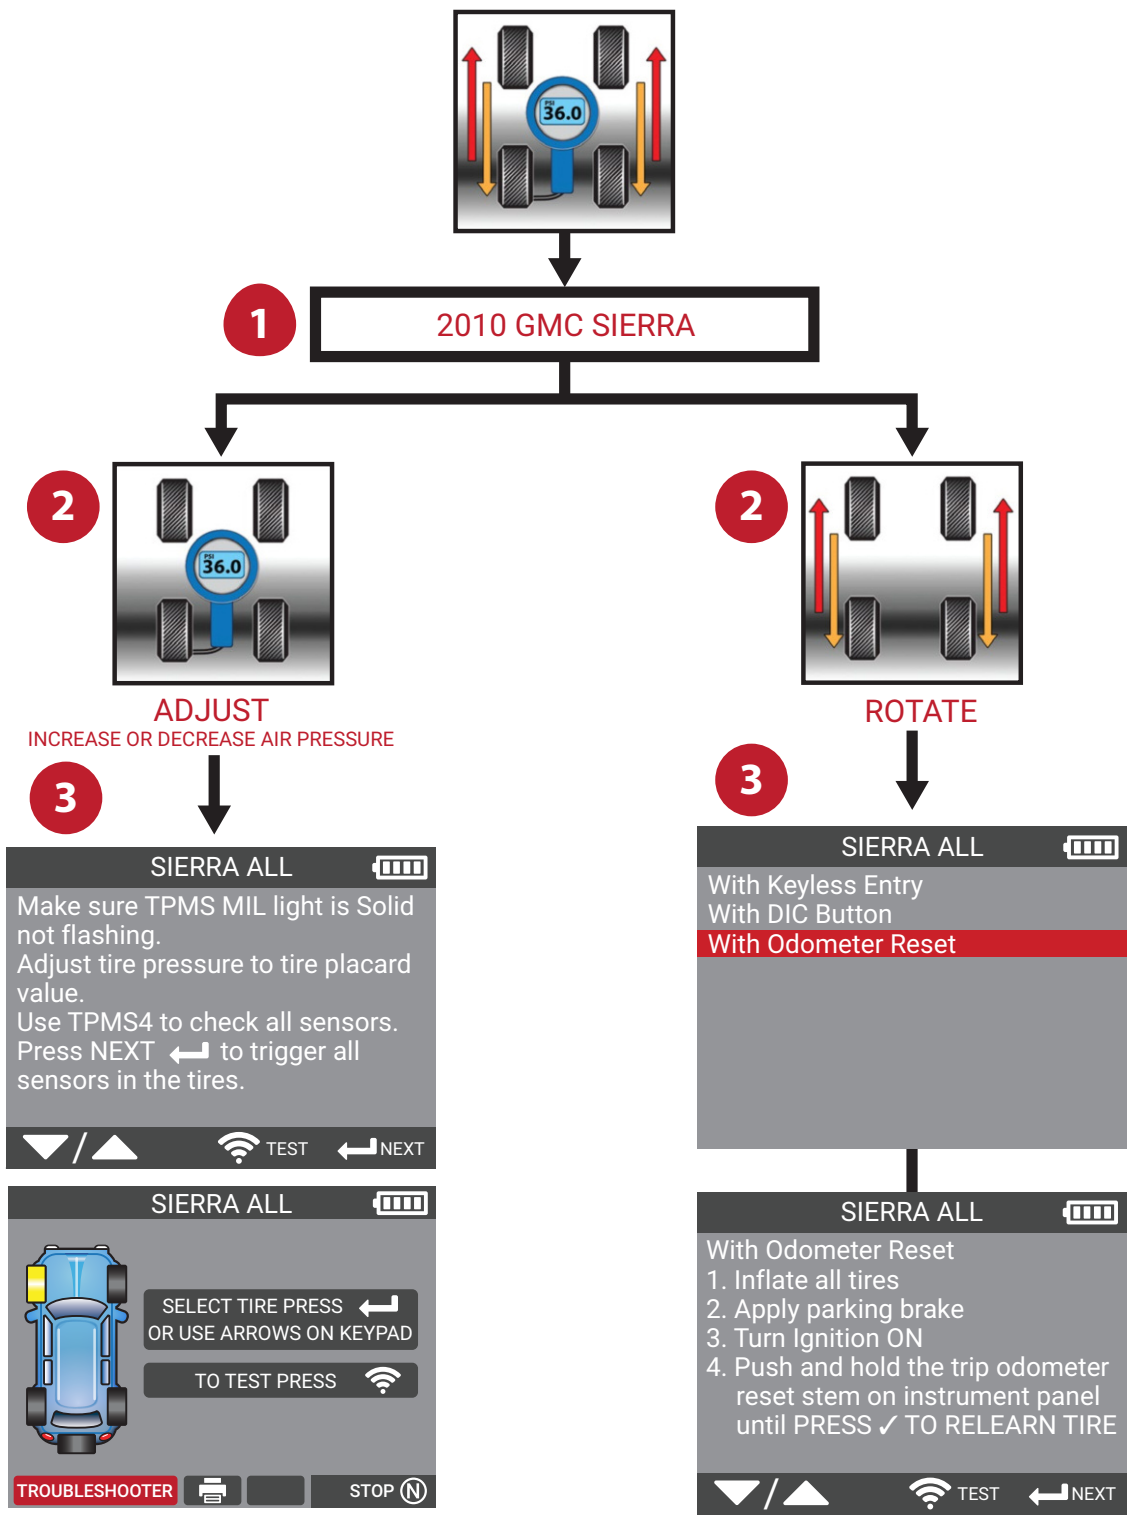 PSI
36.0
1
2010 GMC SIERRA
2
PSI
36.0
ADJUST
INCREASE OR DECREASE AIR PRESSURE
3
SIERRA ALL
Make sure TPMS MIL light is Solid
not flashing.
Adjust tire pressure to tire placard
value.
Use TPMS4 to check all sensors.
Press NEXT to trigger all
sensors in the tires.
/
TEST
NEXT
SIERRA ALL
SELECT TIRE PRESS
OR USE ARROWS ON KEYPAD
TO TEST PRESS
TROUBLESHOOTER
STOP N
2
ROTATE
3
SIERRA ALL
With Keyless Entry
With DIC Button
With Odometer Reset
SIERRA ALL
With Odometer Reset
1. Inflate all tires
2. Apply parking brake
3. Turn Ignition ON
4. Push and hold the trip odometer
reset stem on instrument panel
until PRESS ✓ TO RELEARN TIRE
/
TEST
NEXT